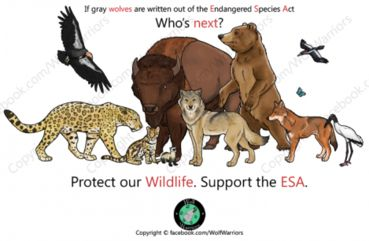 If gray wolves are written out of the Endangered Species Act
Who's next?
Protect our Wildlife. Support the ESA.
Copyright © facebook.com/WolfWarriors